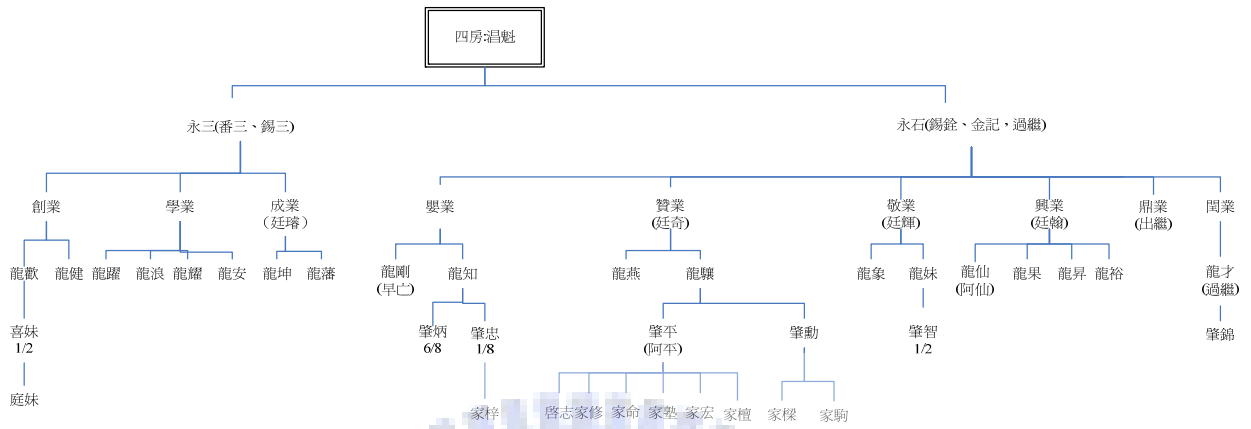 四房:淐魁
永三(番三、錫三)
永石(錫銓、金記，過繼)
創業
學業
成業
(廷璿)
嬰業
贊業
(廷奇)
敬業
(廷輝)
興業
(廷翰)
鼎業
(出繼)
閏業
龍歡
龍健
龍躍
龍浪
龍耀
龍安
龍坤
龍藩
龍剛
(早亡)
龍知
龍燕
龍驤
龍象
龍妹
龍仙
(阿仙)
龍果
龍昇
龍裕
龍才
(過繼)
喜妹
1/2
肇炳
6/8
肇忠
1/8
肇平
(阿平)
肇勳
肇智
1/2
肇錦
庭妹
家梓
啓志
家修
家命
家塾
家宏
家檀
家樑
家駒